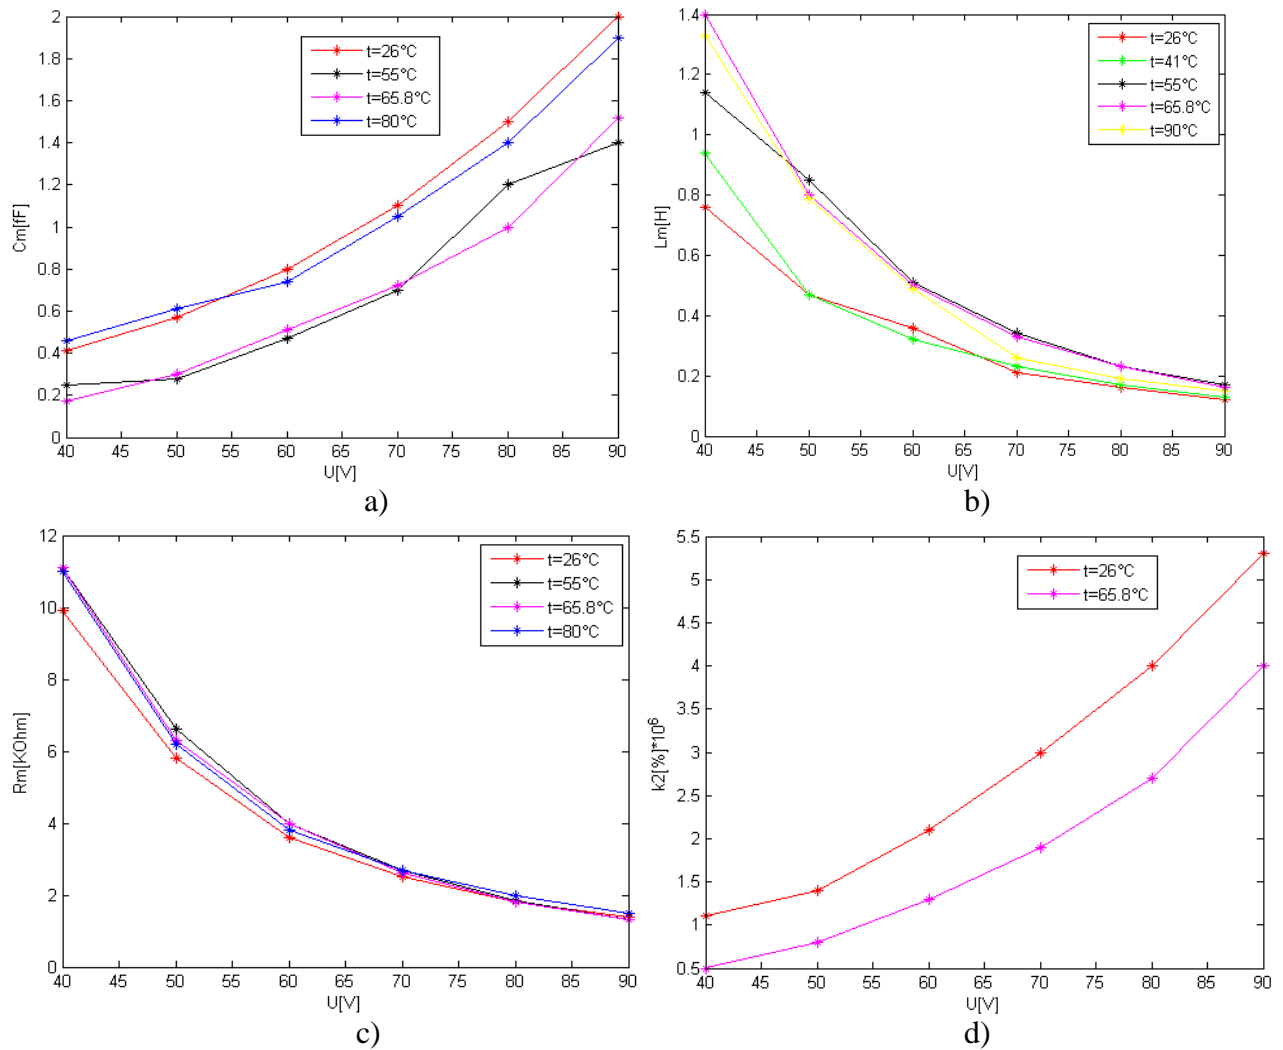 2
1.8
1.6
1.4
1.2
1
0.8
0.6
0.4
0.2
0
Cm[fF]
t=26°C
t=55°C
t=65.8°C
t=80°C
40 45 50 55 60 65 70 75 80 85 90
U[V]
a)
1.4
1.2
1
0.8
0.6
0.4
0.2
0
Lm[H]
t=26°C
t=41°C
t=55°C
t=65.8°C
t=90°C
40 45 50 55 60 65 70 75 80 85 90
U[V]
b)
12
10
8
6
4
2
0
Rm[KOhm]
t=26°C
t=55°C
t=65.8°C
t=80°C
40 45 50 55 60 65 70 75 80 85 90
U[V]
c)
5.5
5
4.5
4
3.5
3
2.5
2
1.5
1
0.5
k2[%]*10⁶
t=26°C
t=65.8°C
40 45 50 55 60 65 70 75 80 85 90
U[V]
d)